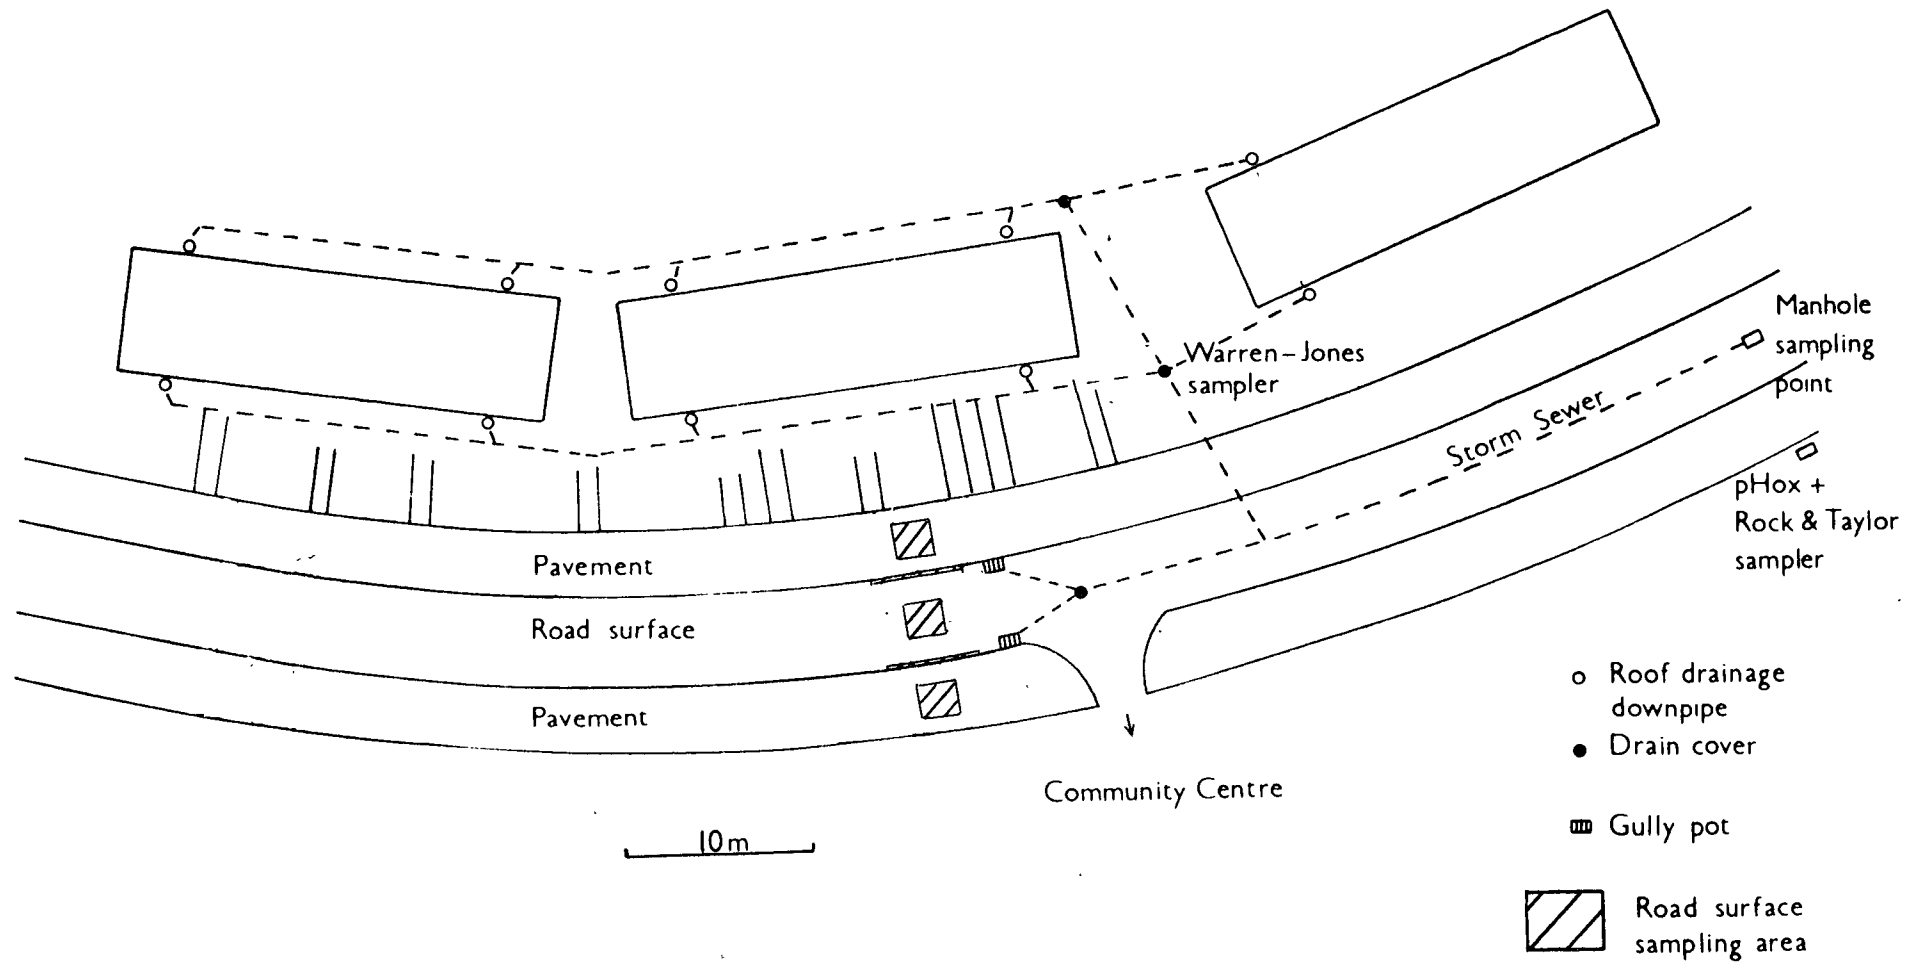 Warren-Jones
sampler
Manhole
sampling
point
Storm Sewer
pHox +
Rock & Taylor
sampler
Pavement
Road surface
Pavement
Community Centre
10m
Roof drainage
downpipe
Drain cover
Gully pot
Road surface
sampling area